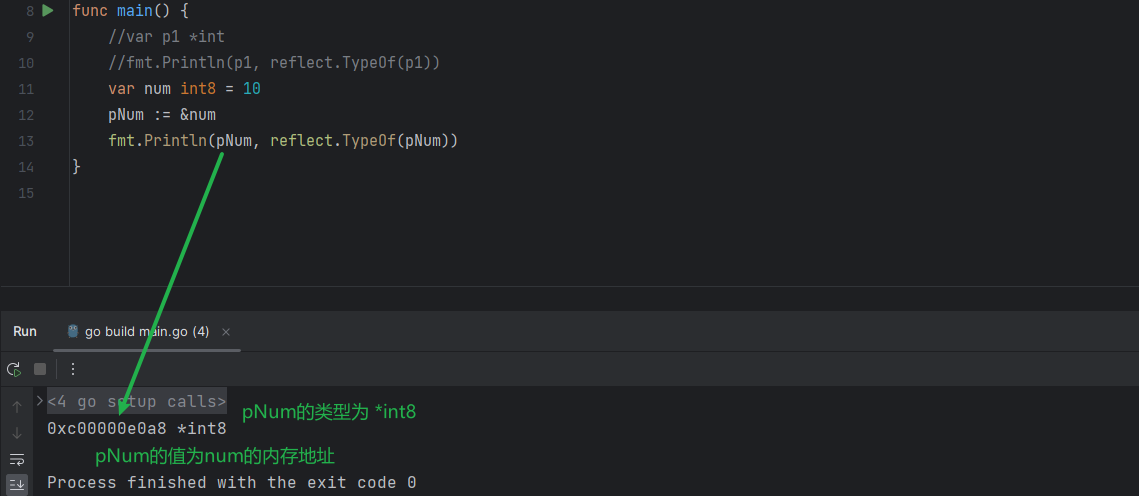 8 func main() {
9 //var p1 *int
10 //fmt.Println(p1, reflect.TypeOf(p1))
11 var num int8 = 10
12 pNum := &num
13 fmt.Println(pNum, reflect.TypeOf(pNum))
14 }
15
Run go build main.go (4)
<4 go setup calls>
pNum的类型为 *int8
0xc00000e0a8 *int8
pNum的值为num的内存地址
Process finished with the exit code 0